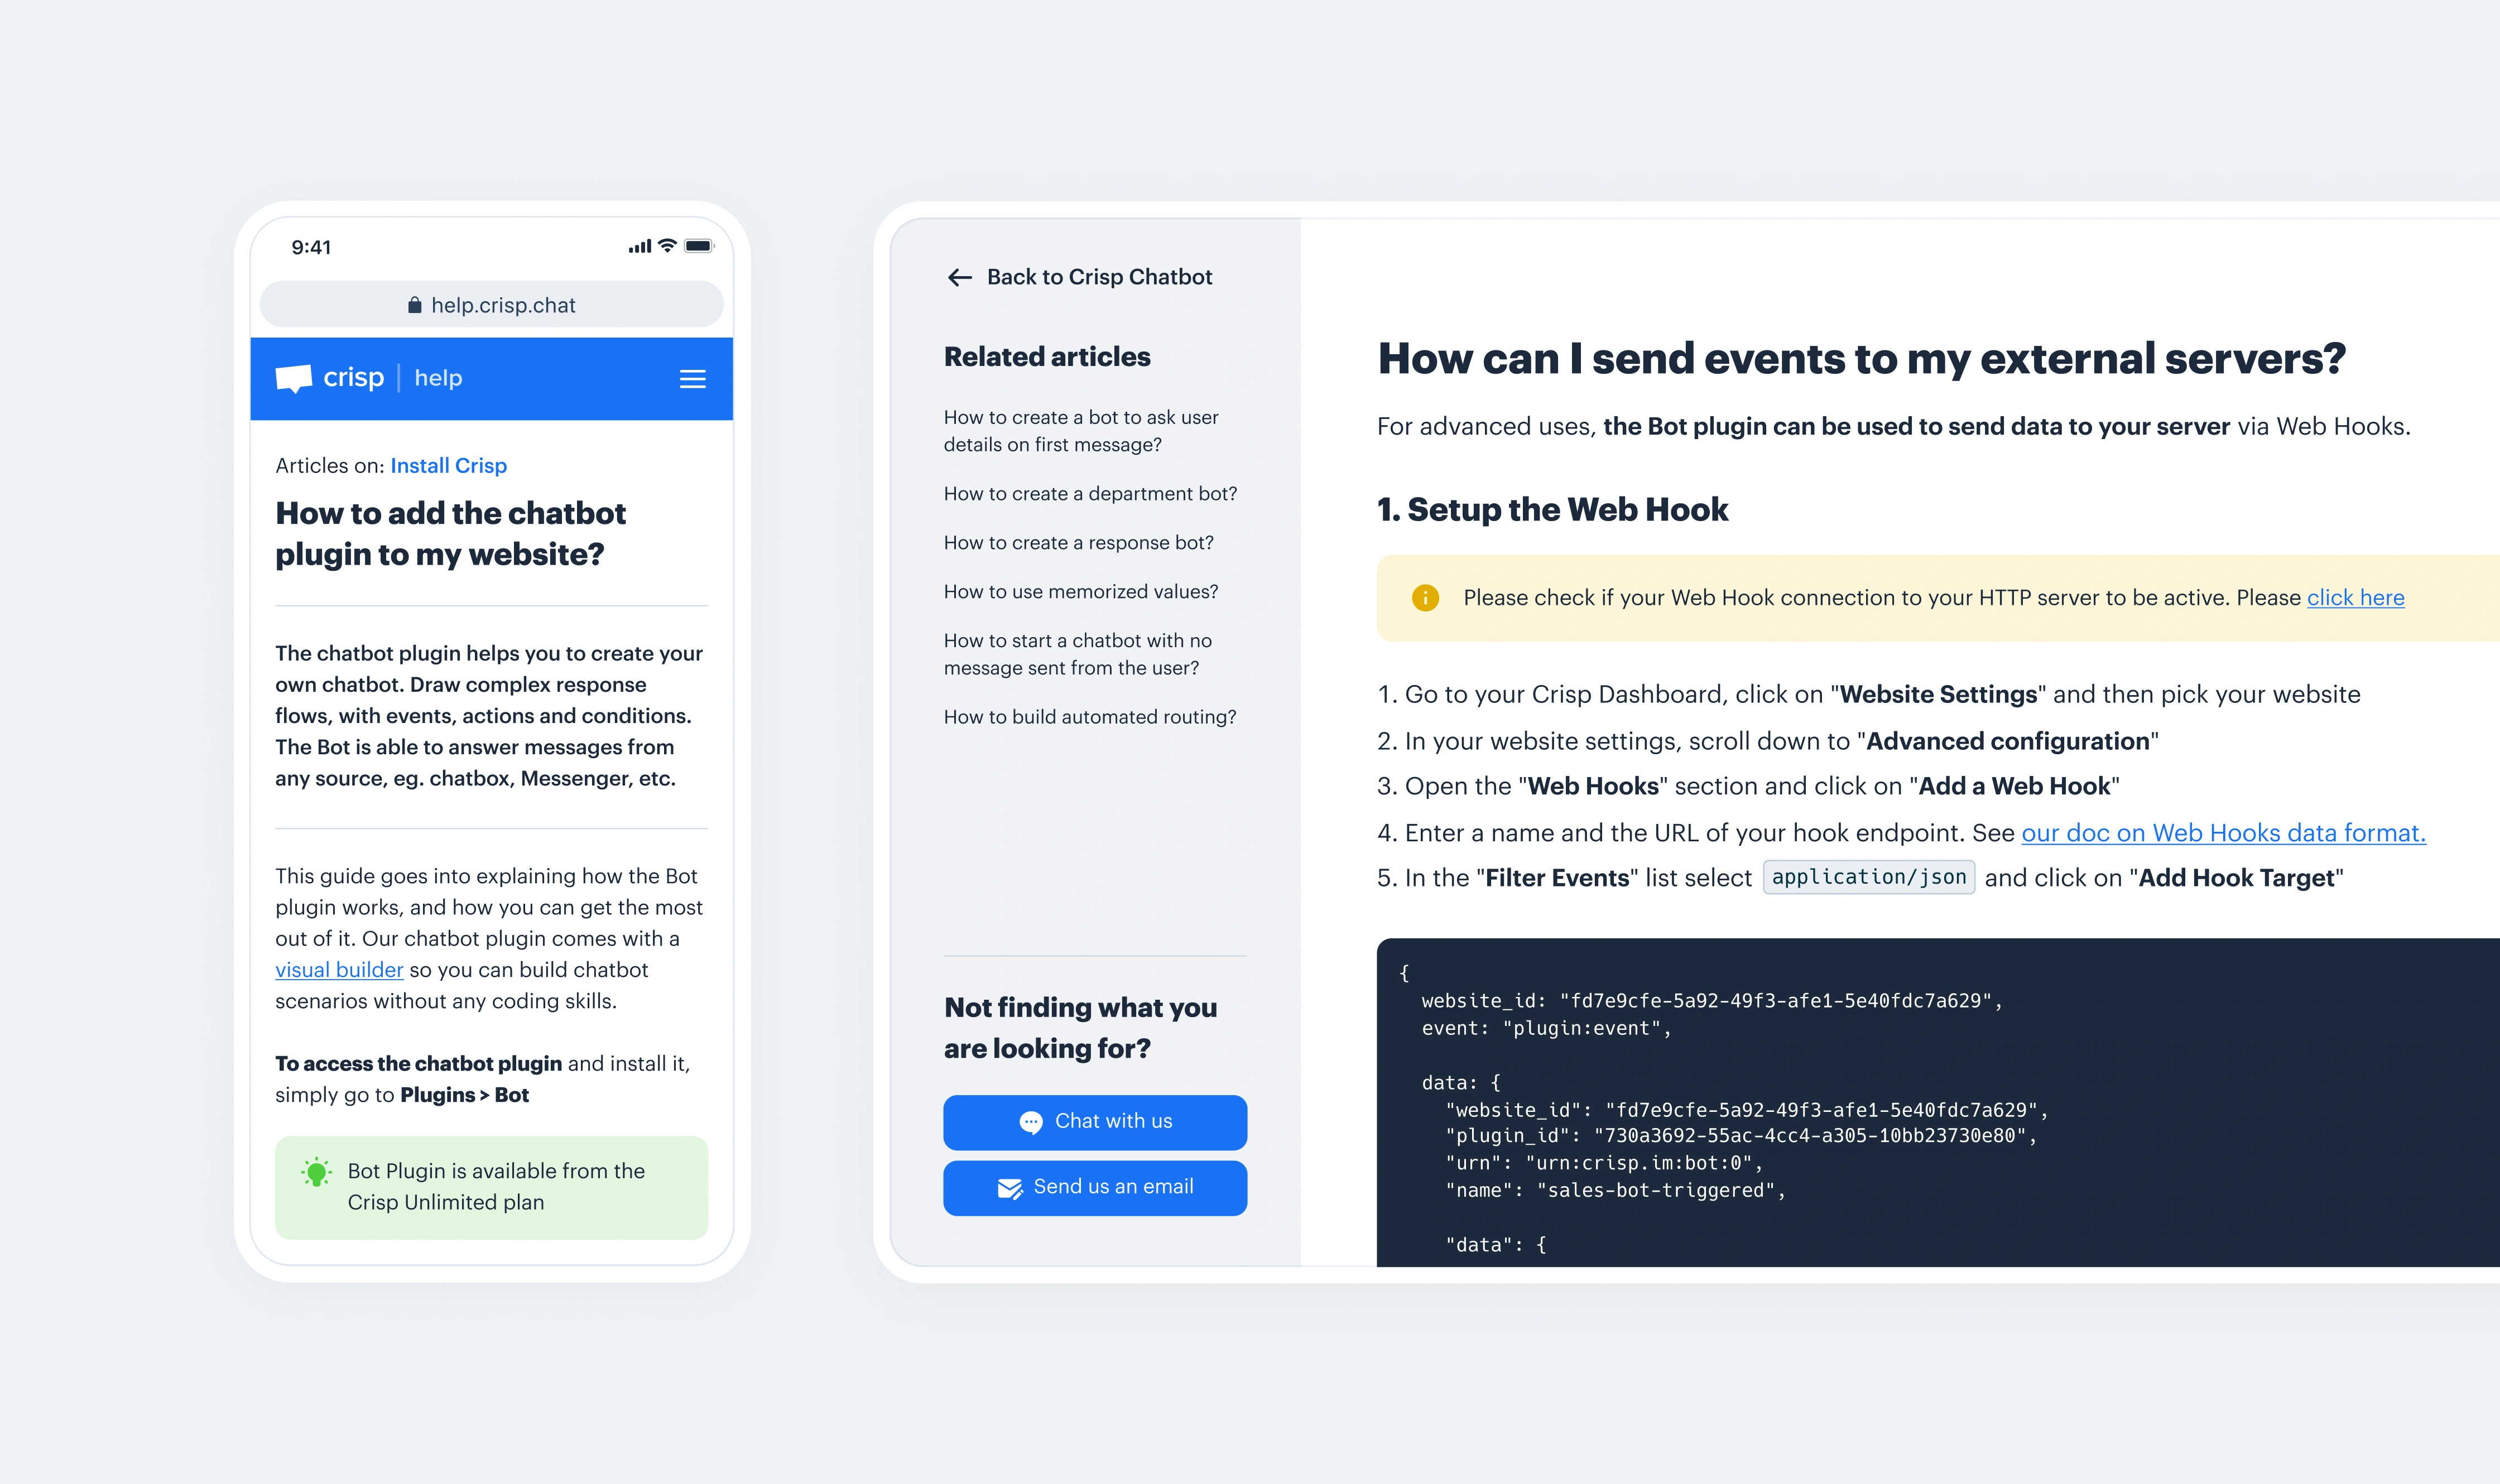 9:41
help.crisp.chat
crisp | help
Articles on: Install Crisp
How to add the chatbot
plugin to my website?
The chatbot plugin helps you to create your
own chatbot. Draw complex response
flows, with events, actions and conditions.
The Bot is able to answer messages from
any source, eg. chatbox, Messenger, etc.
This guide goes into explaining how the Bot
plugin works, and how you can get the most
out of it. Our chatbot plugin comes with a
visual builder so you can build chatbot
scenarios without any coding skills.
To access the chatbot plugin and install it,
simply go to Plugins > Bot
Bot Plugin is available from the
Crisp Unlimited plan
Back to Crisp Chatbot
Related articles
How to create a bot to ask user
details on first message?
How to create a department bot?
How to create a response bot?
How to use memorized values?
How to start a chatbot with no
message sent from the user?
How to build automated routing?
Not finding what you
are looking for?
Chat with us
Send us an email
How can I send events to my external servers?
For advanced uses, the Bot plugin can be used to send data to your server via Web Hooks.
1. Setup the Web Hook
Please check if your Web Hook connection to your HTTP server to be active. Please click here
1. Go to your Crisp Dashboard, click on "Website Settings" and then pick your website
2. In your website settings, scroll down to "Advanced configuration"
3. Open the "Web Hooks" section and click on "Add a Web Hook"
4. Enter a name and the URL of your hook endpoint. See our doc on Web Hooks data format.
5. In the "Filter Events" list select application/json and click on "Add Hook Target"
{
website_id: "fd7e9cfe-5a92-49f3-afe1-5e40fdc7a629",
event: "plugin:event",
data: {
"website_id": "fd7e9cfe-5a92-49f3-afe1-5e40fdc7a629",
"plugin_id": "730a3692-55ac-4cc4-a305-10bb23730e80",
"urn": "urn:crisp.im:bot:0",
"name": "sales-bot-triggered",
"data": {